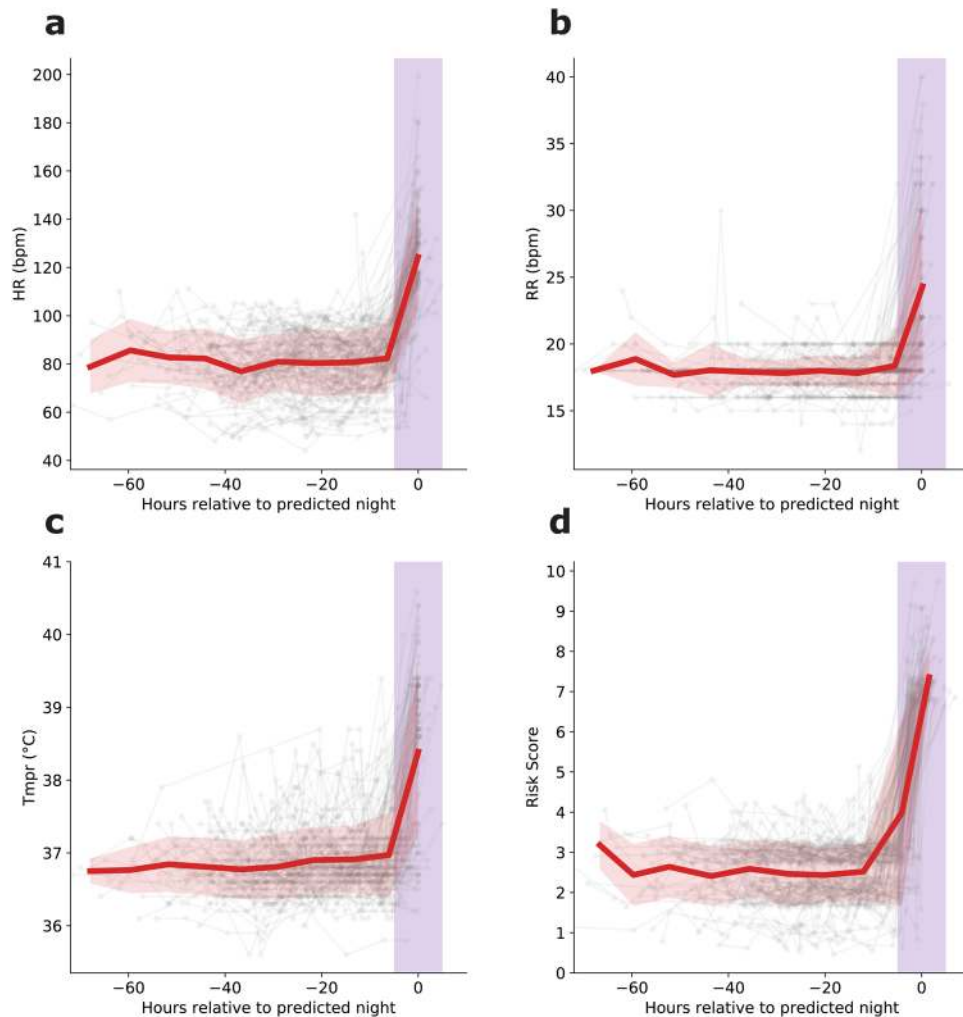 a
HR (bpm)
200
180
160
140
120
100
80
60
40
−60 −40 −20 0
Hours relative to predicted night
b
RR (bpm)
40
35
30
25
20
15
−60 −40 −20 0
Hours relative to predicted night
c
Tmpr (°C)
41
40
39
38
37
36
−60 −40 −20 0
Hours relative to predicted night
d
Risk Score
10
9
8
7
6
5
4
3
2
1
0
−60 −40 −20 0
Hours relative to predicted night